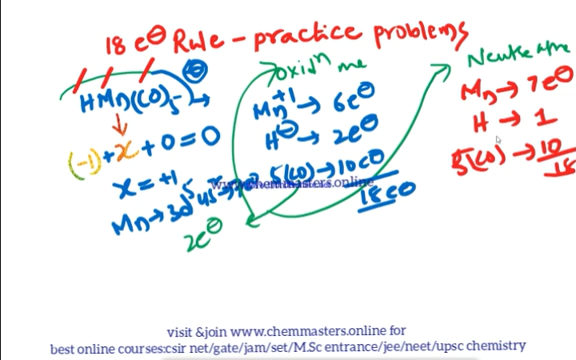 18 e⊖ Rule - practice problems
⊖
HMn(CO)5
(-1) + x + 0 = 0
x = +1
Mn → 3d5 4s2 → 7e⊖
2e⊖
oxidn me
Mn+1 → 6e⊖
H⊖ → 2e⊖
5(CO) → 10e⊖
18e⊖
Mn → 7e⊖
H → 1
5(CO) → 10
18
www.chemmasters.online
visit &join www.chemmasters.online for
best online courses:csir net/gate/jam/set/M.Sc entrance/jee/neet/upsc chemistry